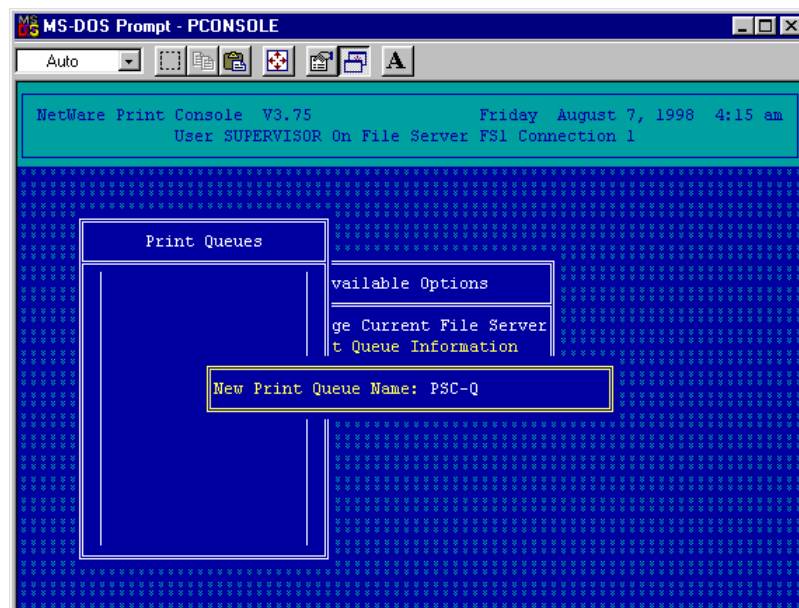 MS-DOS Prompt - PCONSOLE
Auto
A
NetWare Print Console V3.75 Friday August 7, 1998 4:15 am
User SUPERVISOR On File Server FS1 Connection 1
Print Queues
vailable Options
ge Current File Server
t Queue Information
New Print Queue Name: PSC-Q